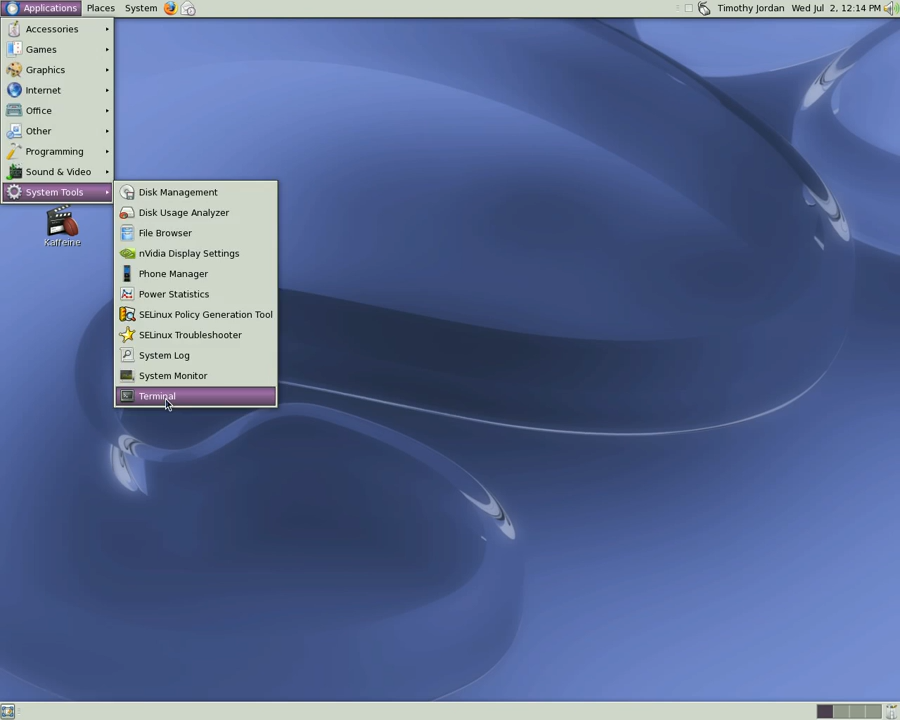 Applications Places System
Timothy Jordan Wed Jul 2, 12:14 PM
Accessories
Games
Graphics
Internet
Office
Other
Programming
Sound & Video
System Tools
Disk Management
Disk Usage Analyzer
File Browser
nVidia Display Settings
Phone Manager
Power Statistics
SELinux Policy Generation Tool
SELinux Troubleshooter
System Log
System Monitor
Terminal
Kaffeine